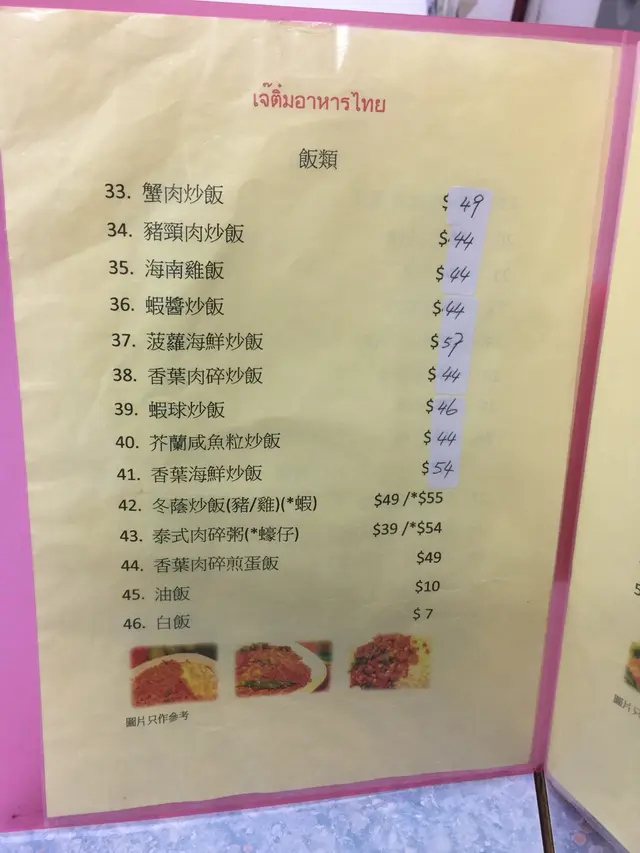 เจ๊ติ๋มอาหารไทย
飯類
33. 蟹肉炒飯 $ 49
34. 豬頸肉炒飯 $ 44
35. 海南雞飯 $ 44
36. 蝦醬炒飯 $ 44
37. 菠蘿海鮮炒飯 $ 57
38. 香葉肉碎炒飯 $ 44
39. 蝦球炒飯 $ 46
40. 芥蘭咸魚粒炒飯 $ 44
41. 香葉海鮮炒飯 $ 54
42. 冬蔭炒飯(豬/雞)(*蝦) $49 /*$55
43. 泰式肉碎粥(*蠔仔) $39 /*$54
44. 香葉肉碎煎蛋飯 $49
45. 油飯 $10
46. 白飯 $ 7
圖片只作參考